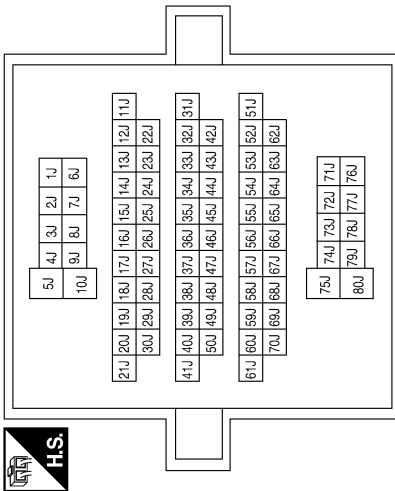 H.S.
5J 4J 3J 2J 1J
10J 9J 8J 7J 6J
21J 20J 19J 18J 17J 16J 15J 14J 13J 12J 11J
30J 29J 28J 27J 26J 25J 24J 23J 22J
41J 40J 39J 38J 37J 36J 35J 34J 33J 32J 31J
50J 49J 48J 47J 46J 45J 44J 43J 42J
61J 60J 59J 58J 57J 56J 55J 54J 53J 52J 51J
70J 69J 68J 67J 66J 65J 64J 63J 62J
75J 74J 73J 72J 71J
80J 79J 78J 77J 76J